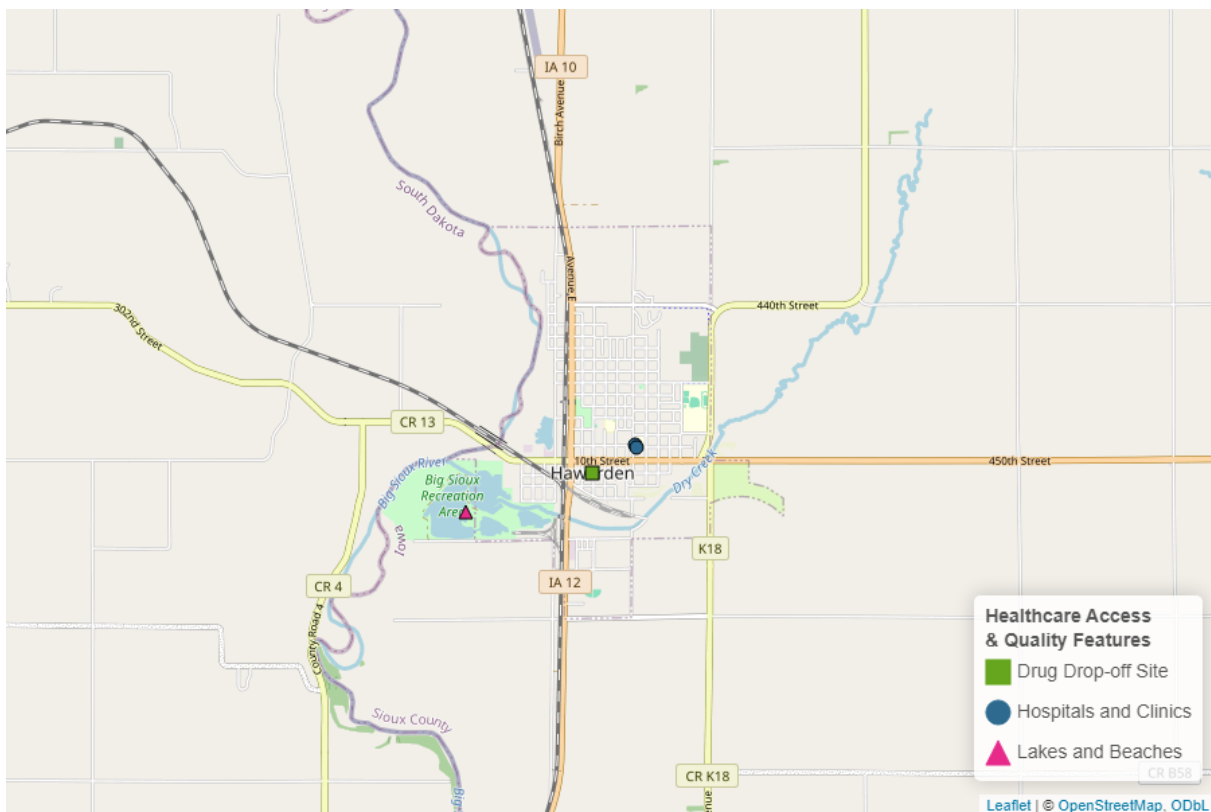 IA 10
Birch Avenue
South Dakota
Avenue E
302nd Street
440th Street
CR 13
10th Street
450th Street
Big Sioux River
Dry Creek
Big Sioux
Recreation
Area
Iowa
K18
CR 4
IA 12
County Road 4
Sioux County
CR K18
CR B58
Healthcare Access
& Quality Features
Drug Drop-off Site
Hospitals and Clinics
Lakes and Beaches
Leaflet | © OpenStreetMap, ODbL